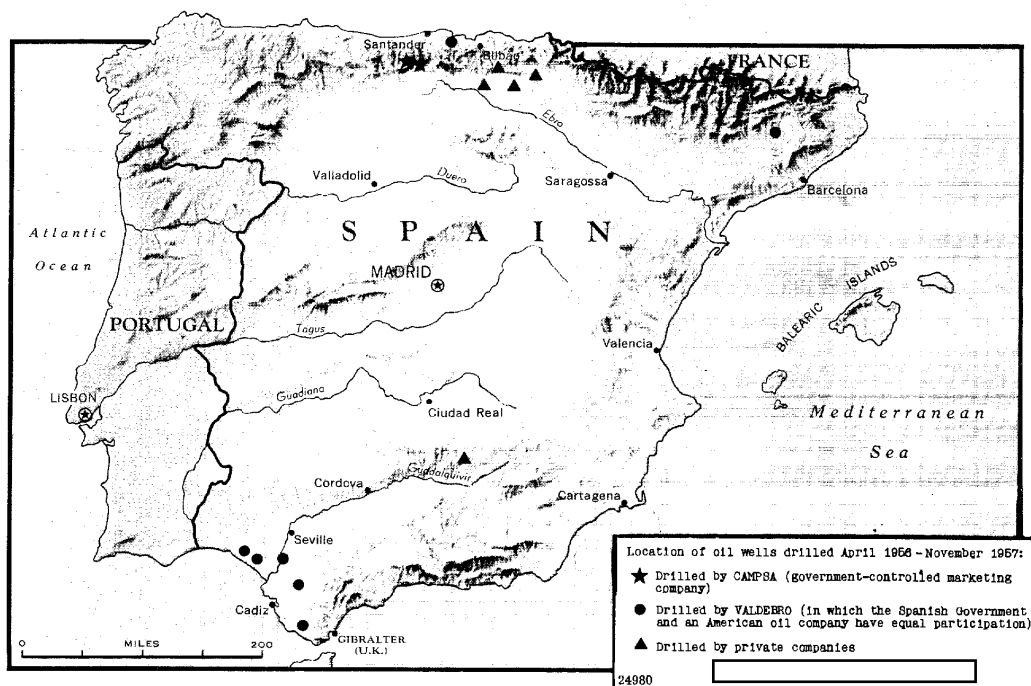 Santander
Bilbao
FRANCE
Ebro
Valladolid
Duero
Saragossa
Barcelona
SPAIN
Atlantic
Ocean
MADRID
BALEARIC ISLANDS
PORTUGAL
Tagus
Valencia
LISBON
Guadiana
Ciudad Real
Mediterranean
Sea
Guadalquivir
Cordova
Cartagena
Seville
Cadiz
GIBRALTER
(U.K.)
0 MILES 200
Location of oil wells drilled April 1956 - November 1957:
★ Drilled by CAMPSA (government-controlled marketing
company)
● Drilled by VALDEBRO (in which the Spanish Government
and an American oil company have equal participation)
▲ Drilled by private companies
24980